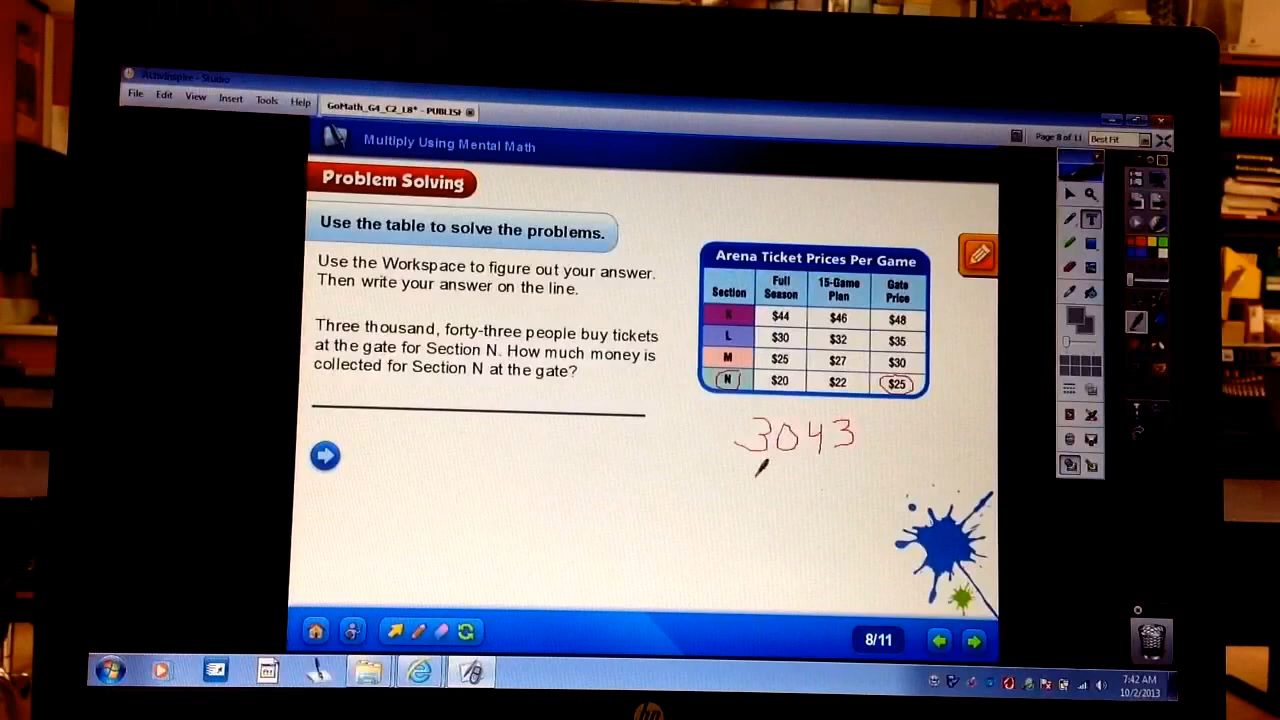 ActivInspire - Studio
File Edit View Insert Tools Help
GoMath_G4_C2_L8* - PUBLISH
Page 8 of 11 Best Fit
Multiply Using Mental Math
Problem Solving
Use the table to solve the problems.
Use the Workspace to figure out your answer.
Then write your answer on the line.
Three thousand, forty-three people buy tickets
at the gate for Section N. How much money is
collected for Section N at the gate?
Arena Ticket Prices Per Game
Section Full Season 15-Game Plan Gate Price
K $44 $46 $48
L $30 $32 $35
M $25 $27 $30
N $20 $22 $25
3043
8/11
7:42 AM
10/2/2013
hp